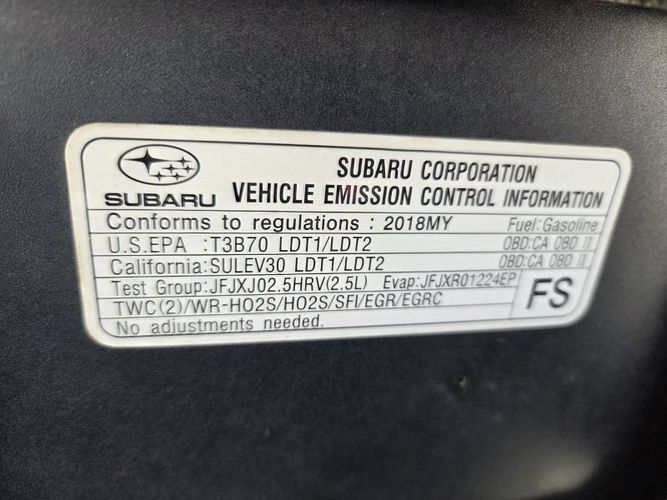 SUBARU
SUBARU CORPORATION
VEHICLE EMISSION CONTROL INFORMATION
Conforms to regulations : 2018MY Fuel:Gasoline
U.S.EPA :T3B70 LDT1/LDT2 OBD:CA OBD II
California:SULEV30 LDT1/LDT2 OBD:CA OBD II
Test Group:JFJXJ02.5HRV(2.5L) Evap:JFJXR01224EP
TWC(2)/WR-HO2S/HO2S/SFI/EGR/EGRC
No adjustments needed.
FS